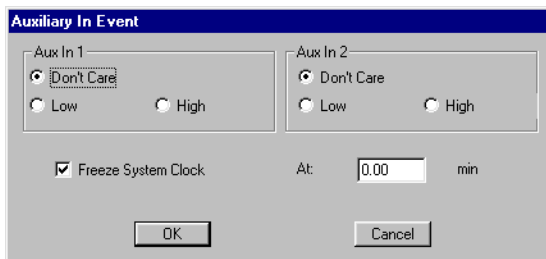 Auxiliary In Event
Aux In 1
Aux In 2
Don't Care
Don't Care
Low
High
Low
High
Freeze System Clock
At:
0.00
min
OK
Cancel